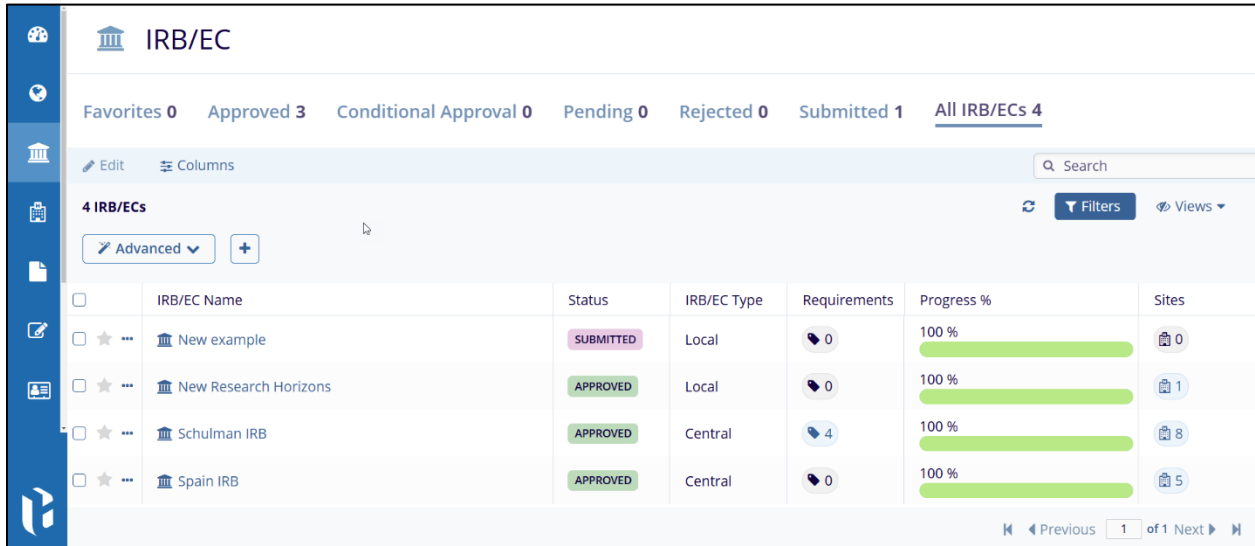 IRB/EC
Favorites 0 Approved 3 Conditional Approval 0 Pending 0 Rejected 0 Submitted 1 All IRB/ECs 4
Edit Columns Search
4 IRB/ECs Filters Views
Advanced +
IRB/EC Name Status IRB/EC Type Requirements Progress % Sites
New example SUBMITTED Local 0 100 % 0
New Research Horizons APPROVED Local 0 100 % 1
Schulman IRB APPROVED Central 4 100 % 8
Spain IRB APPROVED Central 0 100 % 5
Previous 1 of 1 Next